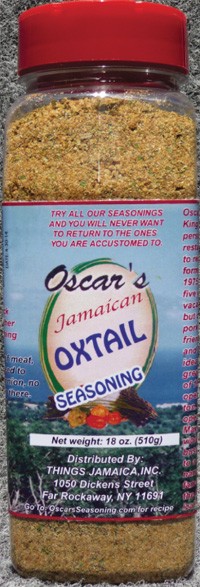 TRY ALL OUR SEASONINGS
AND YOU WILL NEVER WANT
TO RETURN TO THE ONES
YOU ARE ACCUSTOMED TO.
Oscar's
Jamaican
OXTAIL
SEASONING
Net weight: 18 oz. (510g)
Distributed By:
THINGS JAMAICA,INC.
1050 Dickens Street
Far Rockaway, NY 11691
Go To: OscarsSeasoning.com for recipe